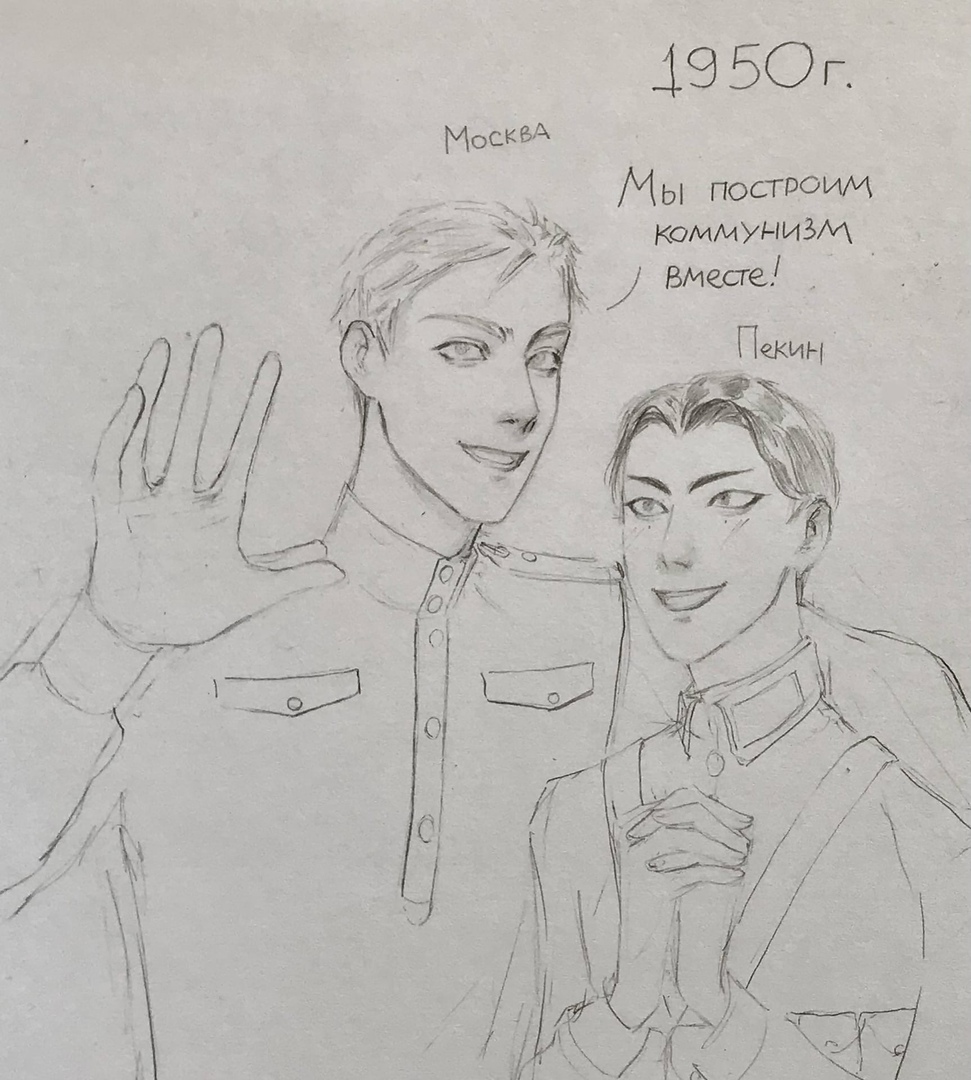 1950г.
Москва
Мы построим
коммунизм
вместе!
Пекин